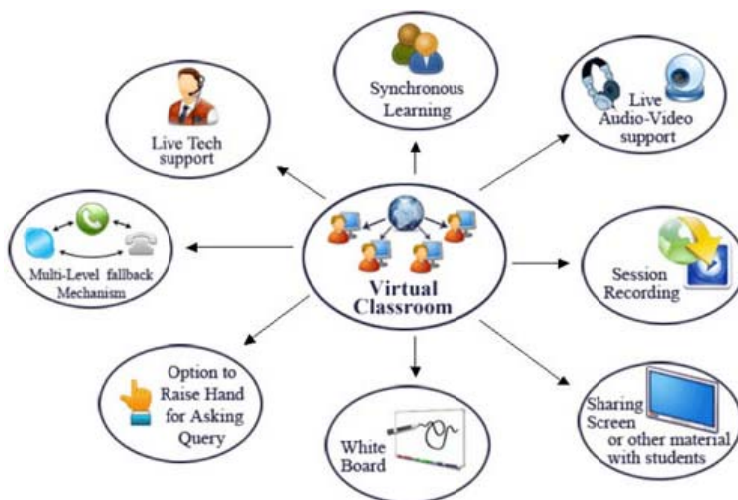 Synchronous
Learning
Live Tech
support
Live
Audio-Video
support
Multi-Level fallback
Mechanism
Virtual
Classroom
Session
Recording
Option to
Raise Hand
for Asking
Query
White
Board
Sharing
Screen
or other material
with students